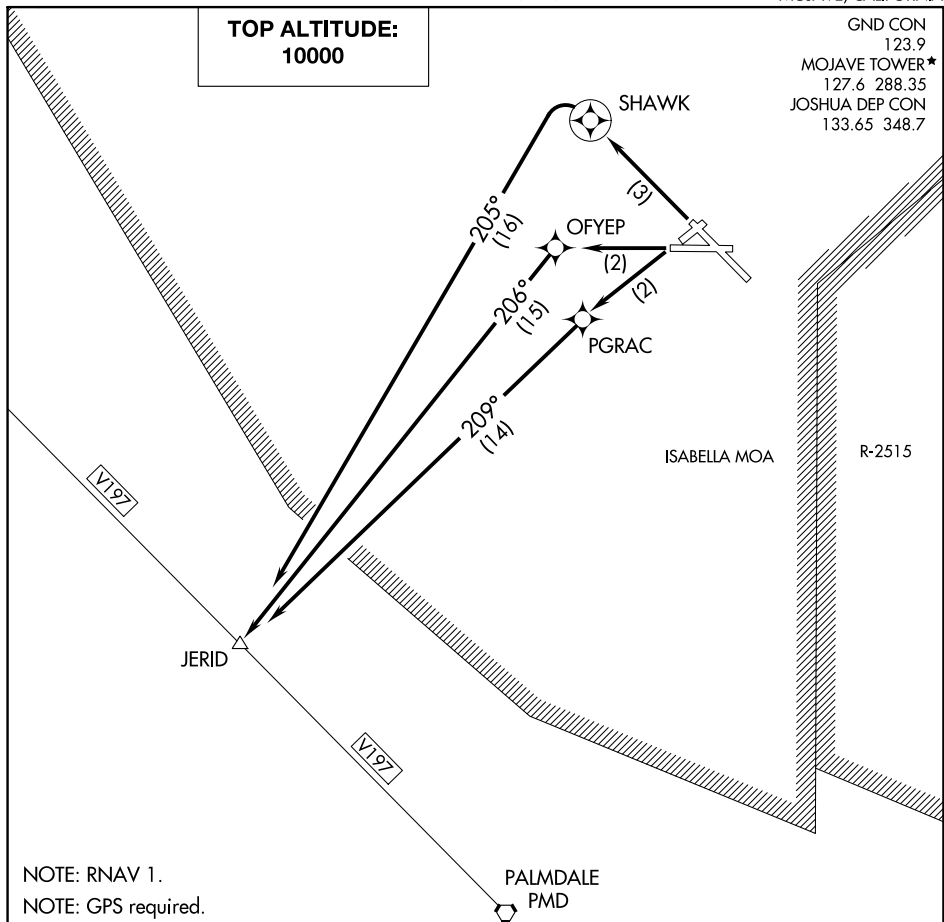 TOP ALTITUDE:
10000
GND CON
123.9
MOJAVE TOWER★
127.6 288.35
JOSHUA DEP CON
133.65 348.7
SHAWK
(3)
205°
(16)
OFYEP
(2)
206°
(15)
(2)
PGRAC
209°
(14)
ISABELLA MOA
R-2515
V197
JERID
V197
NOTE: RNAV 1.
NOTE: GPS required.
PALMDALE
PMD